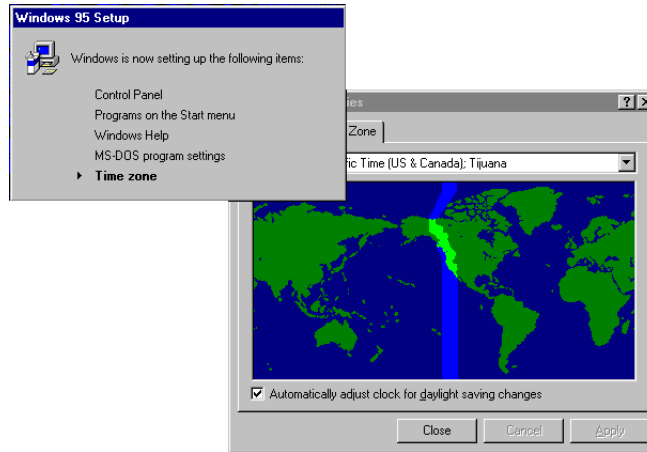 Windows 95 Setup
Windows is now setting up the following items:
Control Panel
Programs on the Start menu
Windows Help
MS-DOS program settings
Time zone
Zone
Time (US & Canada); Tijuana
Automatically adjust clock for daylight saving changes
Close
Cancel
Apply